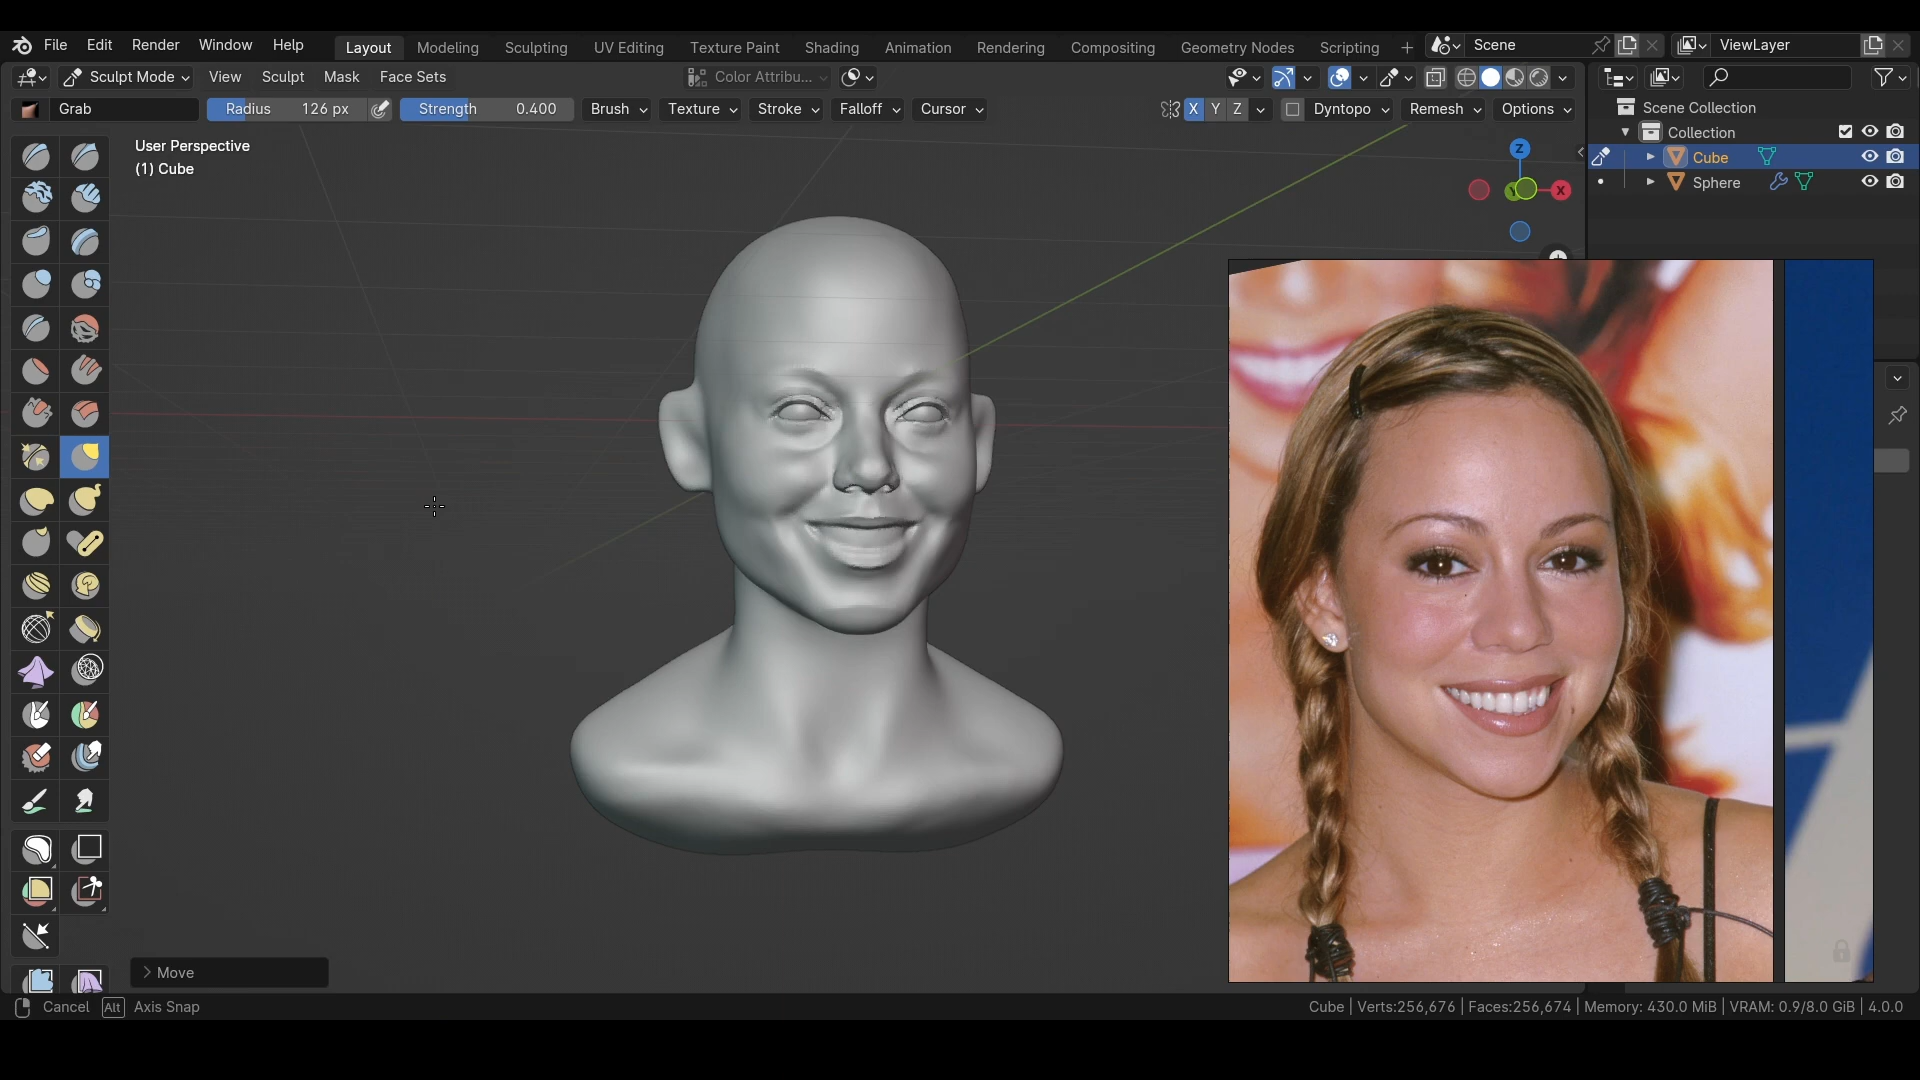 File Edit Render Window Help Layout Modeling Sculpting UV Editing Texture Paint Shading Animation Rendering Compositing Geometry Nodes Scripting + Scene ViewLayer
Sculpt Mode View Sculpt Mask Face Sets Color Attribu...
Grab Radius 126 px Strength 0.400 Brush Texture Stroke Falloff Cursor X Y Z Dyntopo Remesh Options
Scene Collection
Collection
Cube
Sphere
User Perspective
(1) Cube
Z
Y X
Move
Cancel Alt Axis Snap Cube | Verts:256,676 | Faces:256,674 | Memory: 430.0 MiB | VRAM: 0.9/8.0 GiB | 4.0.0